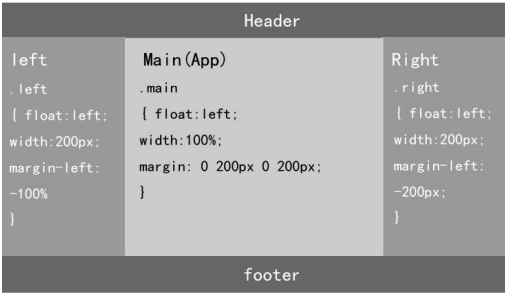 Header
left
.left
{ float:left;
width:200px;
margin-left:
-100%
}
Main(App)
.main
{ float:left;
width:100%;
margin: 0 200px 0 200px;
}
Right
.right
{ float:left;
width:200px;
margin-left:
-200px;
}
footer